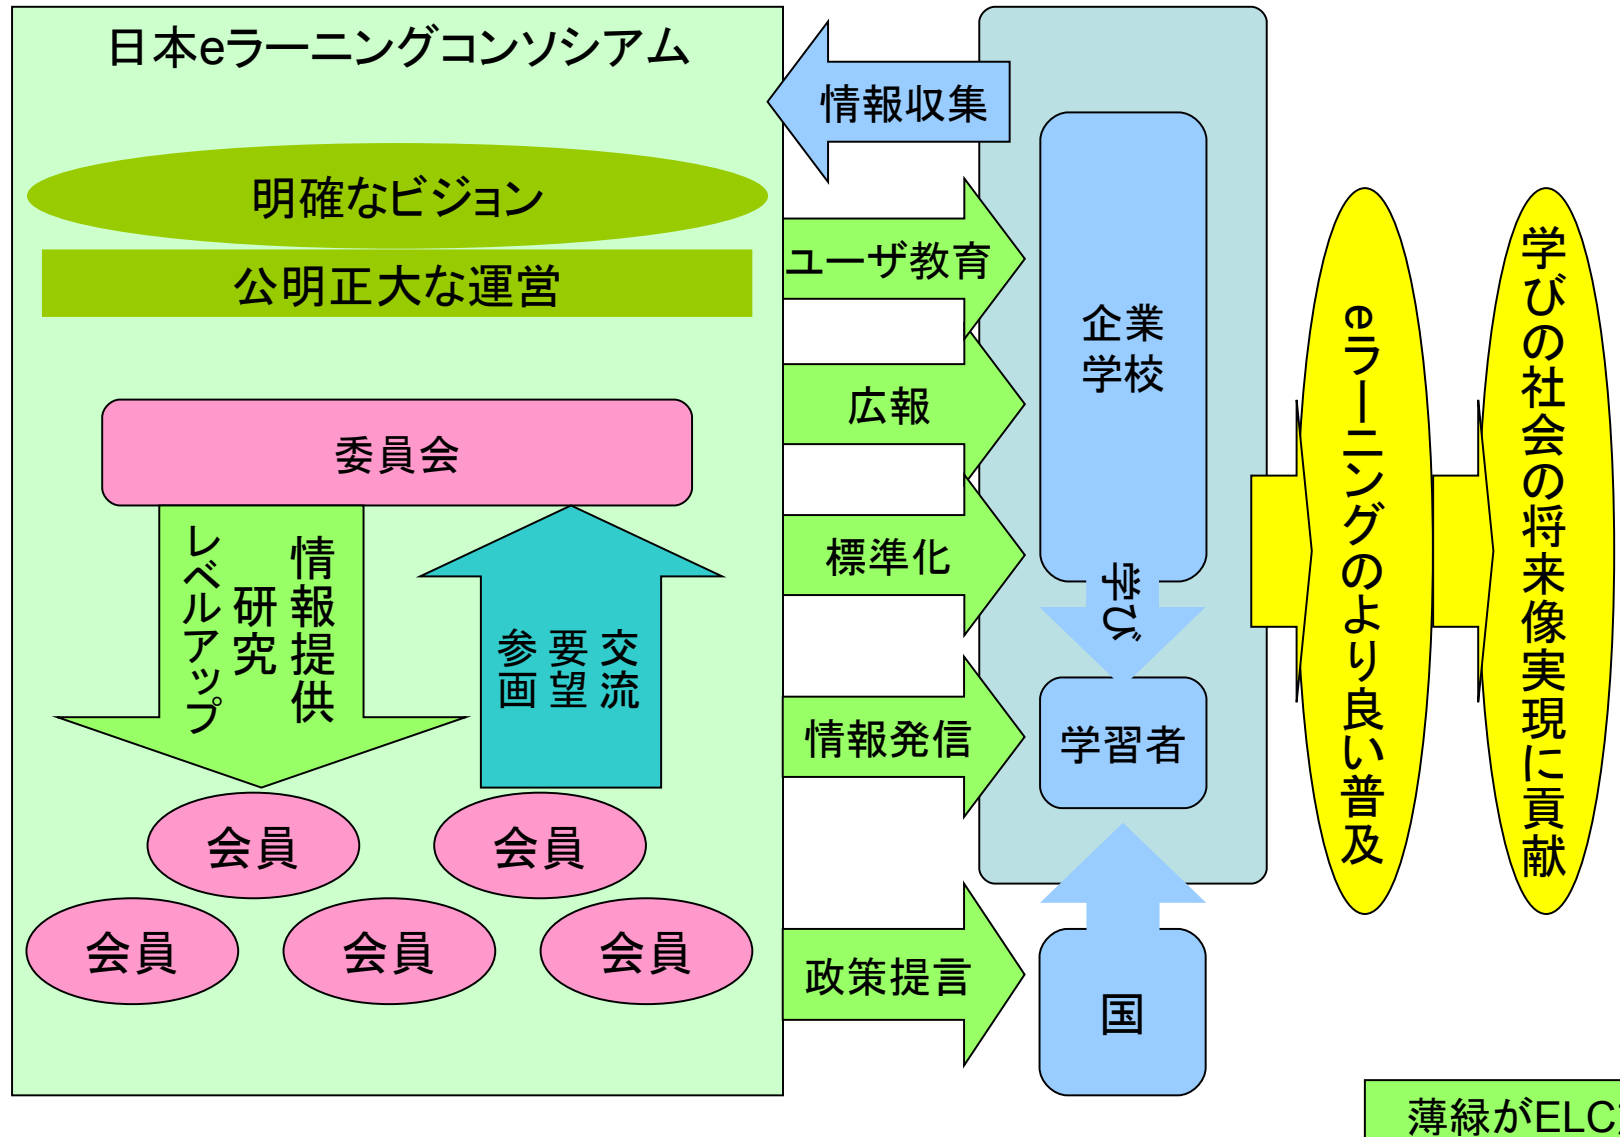 日本eラーニングコンソシアム
情報収集
明確なビジョン
公明正大な運営
ユーザ教育
企業
学校
広報
委員会
標準化
学び
情報提供
研究
レベルアップ
交流
要望
参画
情報発信
学習者
会員
会員
会員
会員
会員
政策提言
国
eラーニングのより良い普及
学びの社会の将来像実現に貢献
薄緑がELC